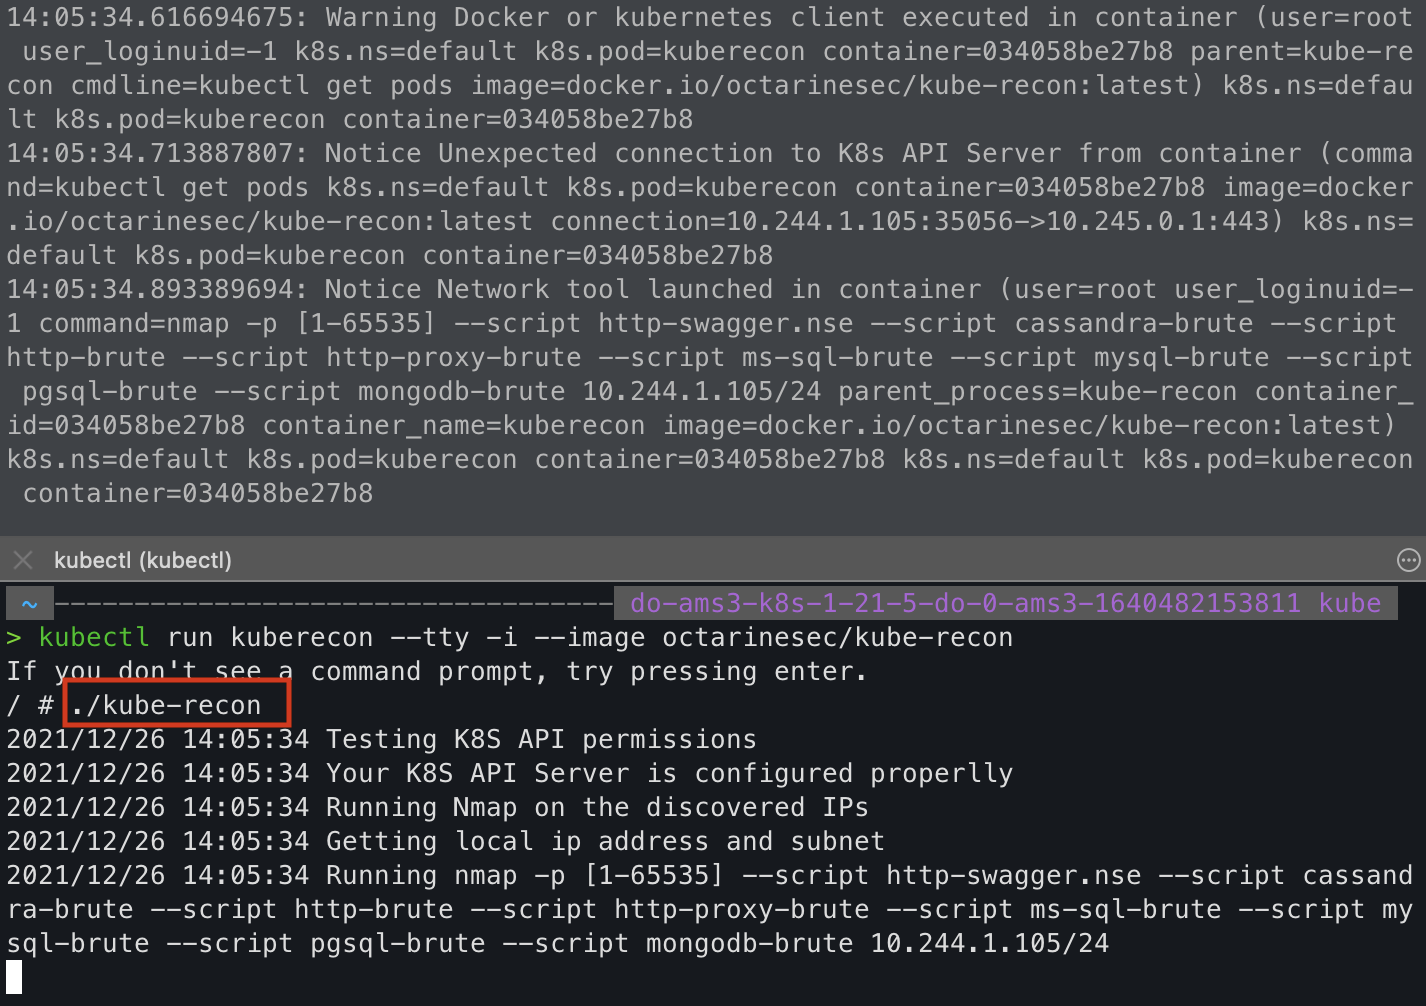 14:05:34.616694675: Warning Docker or kubernetes client executed in container (user=root
 user_loginuid=-1 k8s.ns=default k8s.pod=kuberecon container=034058be27b8 parent=kube-re
con cmdline=kubectl get pods image=docker.io/octarinesec/kube-recon:latest) k8s.ns=defau
lt k8s.pod=kuberecon container=034058be27b8
14:05:34.713887807: Notice Unexpected connection to K8s API Server from container (comma
nd=kubectl get pods k8s.ns=default k8s.pod=kuberecon container=034058be27b8 image=docker
.io/octarinesec/kube-recon:latest connection=10.244.1.105:35056->10.245.0.1:443) k8s.ns=
default k8s.pod=kuberecon container=034058be27b8
14:05:34.893389694: Notice Network tool launched in container (user=root user_loginuid=-
1 command=nmap -p [1-65535] --script http-swagger.nse --script cassandra-brute --script
http-brute --script http-proxy-brute --script ms-sql-brute --script mysql-brute --script
 pgsql-brute --script mongodb-brute 10.244.1.105/24 parent_process=kube-recon container_
id=034058be27b8 container_name=kuberecon image=docker.io/octarinesec/kube-recon:latest)
k8s.ns=default k8s.pod=kuberecon container=034058be27b8 k8s.ns=default k8s.pod=kuberecon
 container=034058be27b8
kubectl (kubectl)
~ ----------------------------------- do-ams3-k8s-1-21-5-do-0-ams3-1640482153811 kube
> kubectl run kuberecon --tty -i --image octarinesec/kube-recon
If you don't see a command prompt, try pressing enter.
/ # ./kube-recon
2021/12/26 14:05:34 Testing K8S API permissions
2021/12/26 14:05:34 Your K8S API Server is configured properlly
2021/12/26 14:05:34 Running Nmap on the discovered IPs
2021/12/26 14:05:34 Getting local ip address and subnet
2021/12/26 14:05:34 Running nmap -p [1-65535] --script http-swagger.nse --script cassand
ra-brute --script http-brute --script http-proxy-brute --script ms-sql-brute --script my
sql-brute --script pgsql-brute --script mongodb-brute 10.244.1.105/24